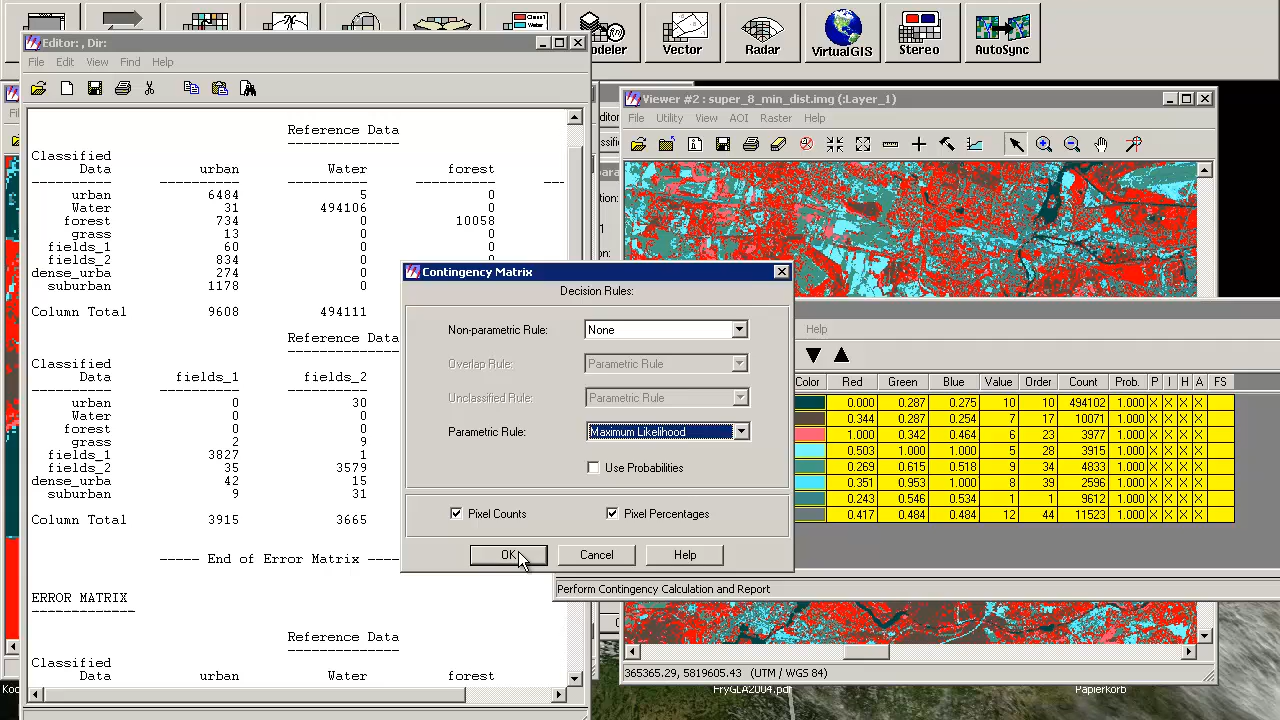 deler
Vector
Radar
VirtualGIS
Stereo
AutoSync
Class1
Water
Editor: , Dir:
File Edit View Find Help
Reference Data
-------------
Classified
Data urban Water forest
---------- ---------- ---------- ---------- ---
urban 6484 5 0
Water 31 494106 0
forest 734 0 10058
grass 13 0 0
fields_1 60 0 0
fields_2 834 0
dense_urba 274 0
suburban 1178 0
Column Total 9608 494111
Reference Data
-------------
Classified
Data fields_1 fields_2
---------- ---------- ----------
urban 0 30
Water 0 0
forest 0 0
grass 2 9
fields_1 3827 1
fields_2 35 3579
dense_urba 42 15
suburban 9 31
Column Total 3915 3665
----- End of Error Matrix -----
ERROR MATRIX
-------------
Reference Data
-------------
Classified
Data urban Water forest
Viewer #2 : super_8_min_dist.img (:Layer_1)
File Utility View AOI Raster Help
Contingency Matrix
Decision Rules:
Non-parametric Rule: None
Overlap Rule: Parametric Rule
Unclassified Rule: Parametric Rule
Parametric Rule: Maximum Likelihood
Use Probabilities
Pixel Counts Pixel Percentages
OK Cancel Help
Help
Color Red Green Blue Value Order Count Prob. P I H A FS
0.000 0.287 0.275 10 10 494102 1.000 X X X X
0.344 0.287 0.254 7 17 10071 1.000 X X X X
1.000 0.342 0.464 6 23 3977 1.000 X X X X
0.503 1.000 1.000 5 28 3915 1.000 X X X X
0.269 0.615 0.518 9 34 4833 1.000 X X X X
0.351 0.953 1.000 8 39 2596 1.000 X X X X
0.243 0.546 0.534 1 1 9612 1.000 X X X X
0.417 0.484 0.484 12 44 11523 1.000 X X X X
Perform Contingency Calculation and Report
365365.29, 5819605.43 (UTM / WGS 84)
FryGLA2004.pdf
Papierkorb